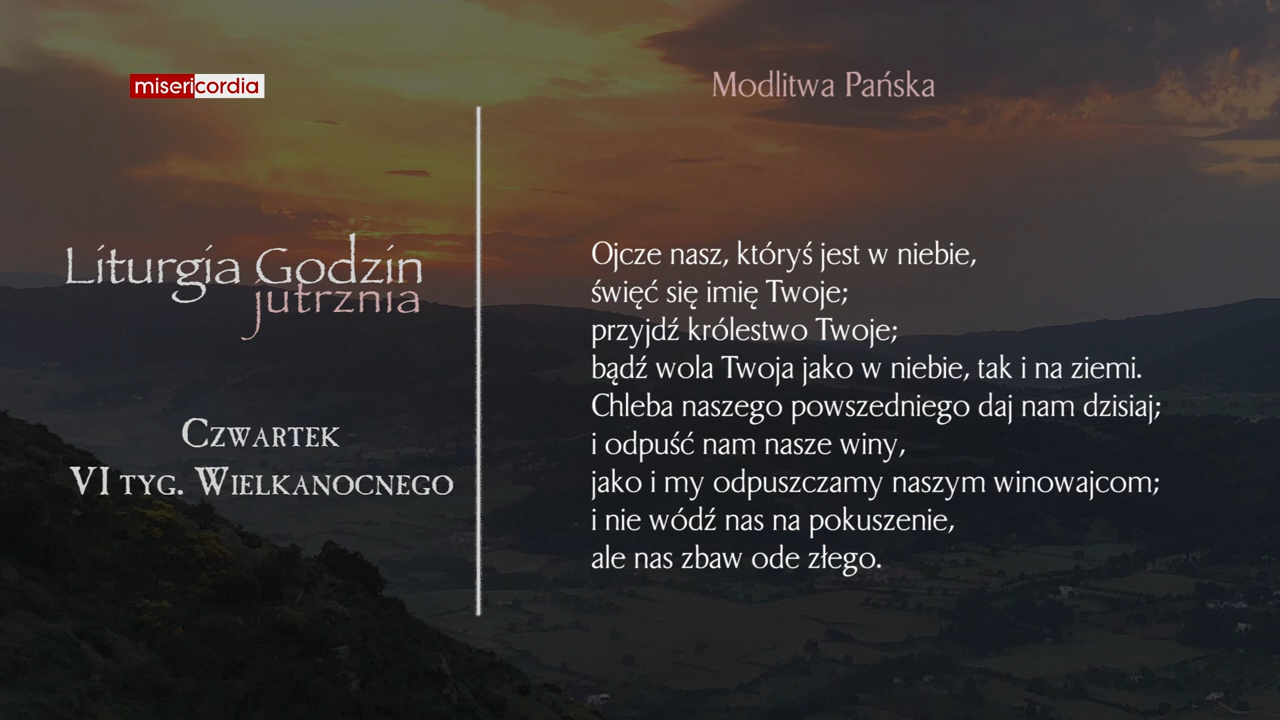 misericordia
Liturgia Godzin
jutrznia
Czwartek
VI tyg. Wielkanocnego
Modlitwa Pańska
Ojcze nasz, któryś jest w niebie,
święć się imię Twoje;
przyjdź królestwo Twoje;
bądź wola Twoja jako w niebie, tak i na ziemi.
Chleba naszego powszedniego daj nam dzisiaj;
i odpuść nam nasze winy,
jako i my odpuszczamy naszym winowajcom;
i nie wódź nas na pokuszenie,
ale nas zbaw ode złego.